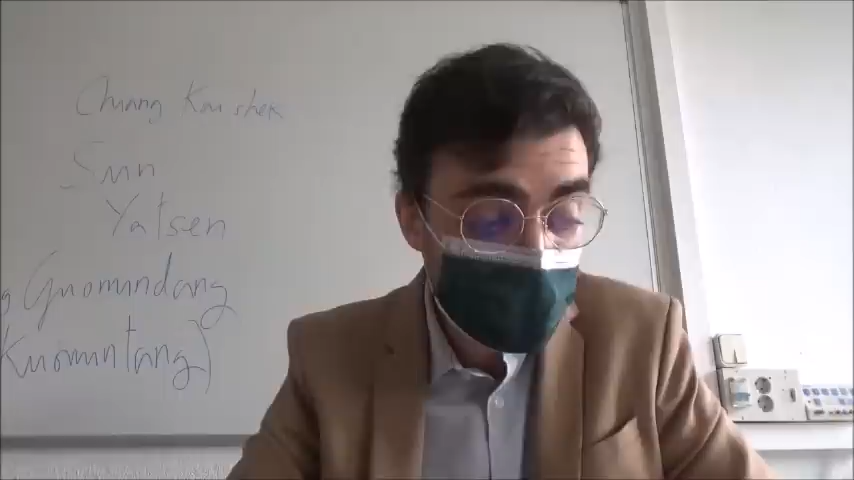 Chiang Kai shek
Sun
Yatsen
g Guomindang
Kuomintang)